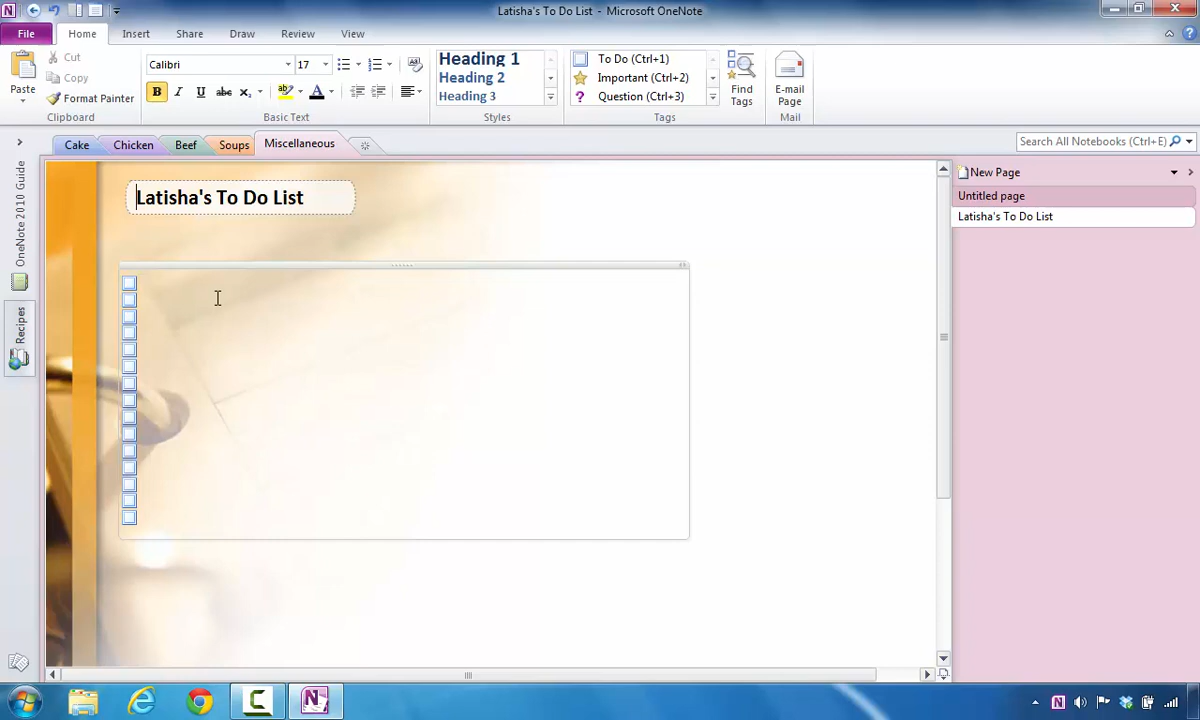 Latisha's To Do List - Microsoft OneNote
File Home Insert Share Draw Review View
Cut
Copy
Paste
Format Painter
Clipboard
Calibri 17
B I U abc X₂ A
Basic Text
Heading 1
Heading 2
Heading 3
Styles
To Do (Ctrl+1)
Important (Ctrl+2)
Question (Ctrl+3)
Tags
Find
Tags
E-mail
Page
Mail
Cake Chicken Beef Soups Miscellaneous
Search All Notebooks (Ctrl+E)
OneNote 2010 Guide
Recipes
Latisha's To Do List
New Page
Untitled page
Latisha's To Do List